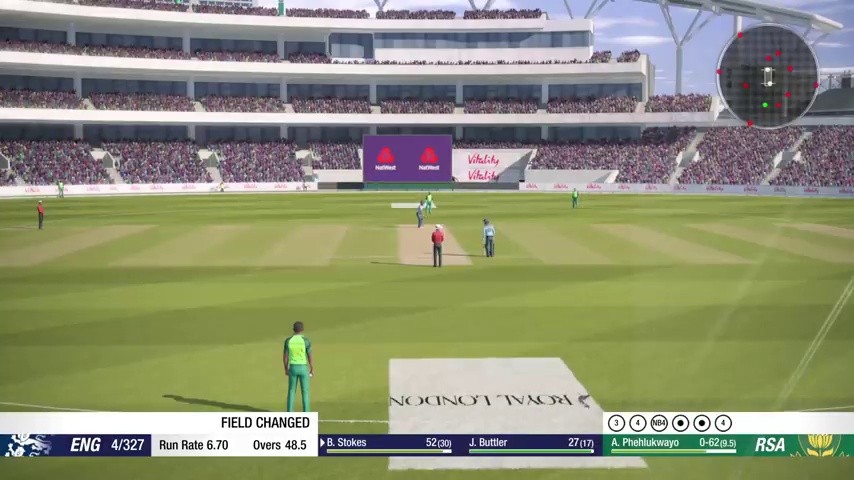 NatWest NatWest
Vitality
Vitality
ROYAL LONDON
FIELD CHANGED
3 4 NB4 4
ENG 4/327 Run Rate 6.70 Overs 48.5 B. Stokes 52(30) J. Buttler 27(17) A. Phehlukwayo 0-62(9.5) RSA